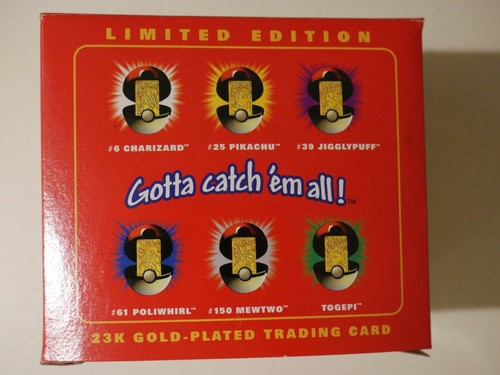 LIMITED EDITION
#6 CHARIZARD™ #25 PIKACHU™ #39 JIGGLYPUFF™
Gotta catch 'em all!™
#61 POLIWHIRL™ #150 MEWTWO™ TOGEPI™
23K GOLD-PLATED TRADING CARD